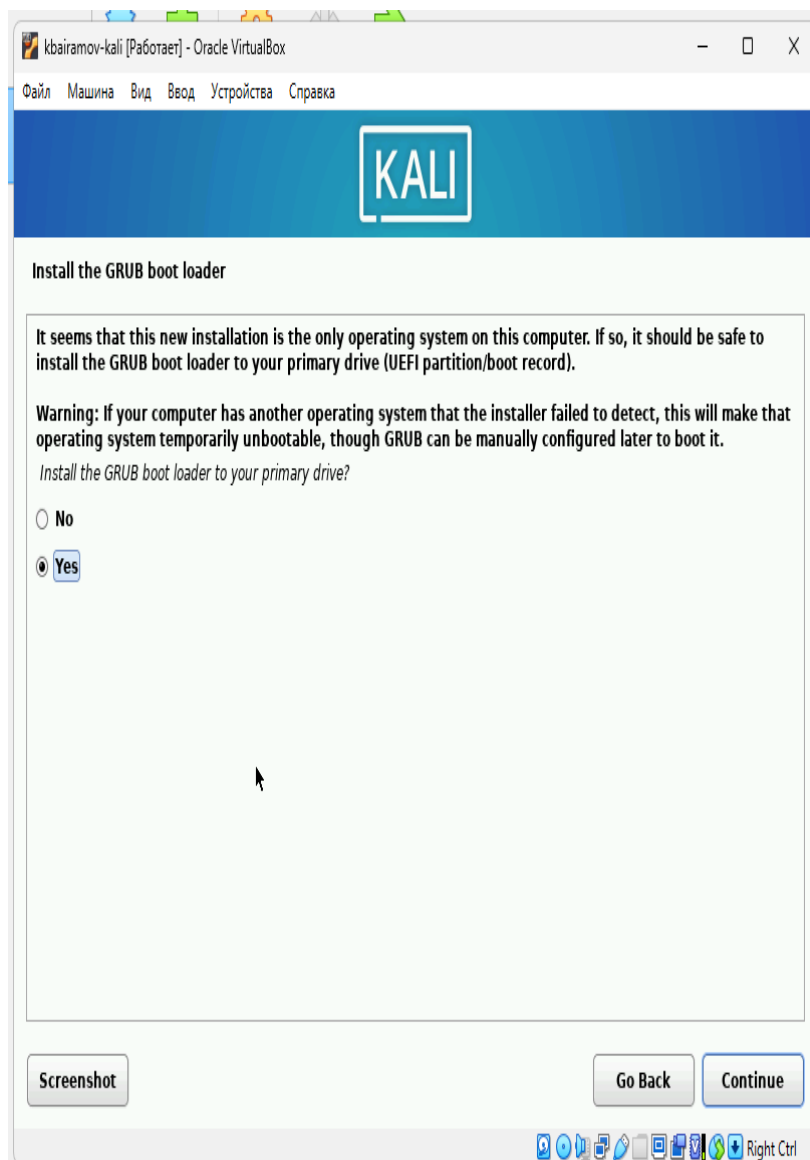 kbairamov-kali [Работает] - Oracle VirtualBox
Файл Машина Вид Ввод Устройства Справка
KALI
Install the GRUB boot loader
It seems that this new installation is the only operating system on this computer. If so, it should be safe to
install the GRUB boot loader to your primary drive (UEFI partition/boot record).
Warning: If your computer has another operating system that the installer failed to detect, this will make that
operating system temporarily unbootable, though GRUB can be manually configured later to boot it.
Install the GRUB boot loader to your primary drive?
No
Yes
Screenshot
Go Back
Continue
Right Ctrl